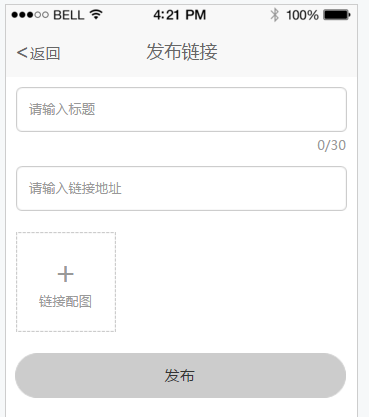 BELL 4:21 PM 100%
<返回 发布链接
请输入标题
0/30
请输入链接地址
+
链接配图
发布